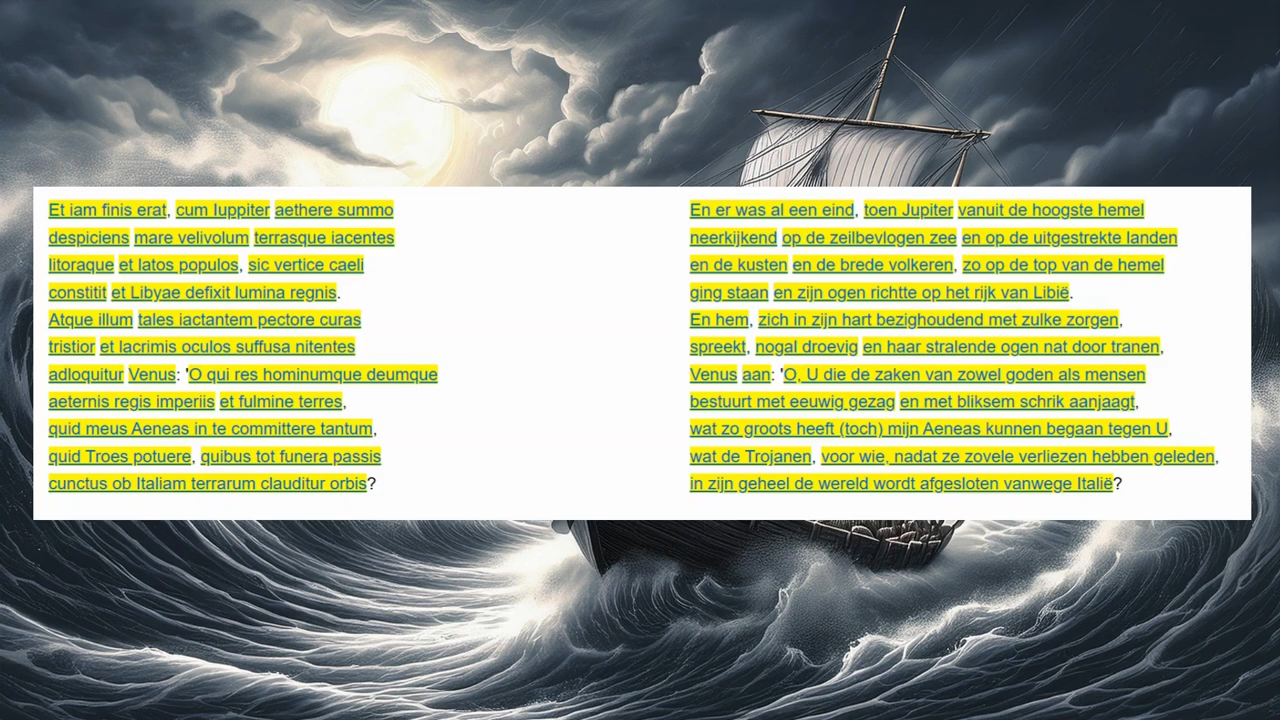 Et iam finis erat, cum Iuppiter aethere summo
despiciens mare velivolum terrasque iacentes
litoraque et latos populos, sic vertice caeli
constitit et Libyae defixit lumina regnis.
Atque illum tales iactantem pectore curas
tristior et lacrimis oculos suffusa nitentes
adloquitur Venus: 'O qui res hominumque deumque
aeternis regis imperiis et fulmine terres,
quid meus Aeneas in te committere tantum,
quid Troes potuere, quibus tot funera passis
cunctus ob Italiam terrarum clauditur orbis?
En er was al een eind, toen Jupiter vanuit de hoogste hemel
neerkijkend op de zeilbevlogen zee en op de uitgestrekte landen
en de kusten en de brede volkeren, zo op de top van de hemel
ging staan en zijn ogen richtte op het rijk van Libië.
En hem, zich in zijn hart bezighoudend met zulke zorgen,
spreekt, nogal droevig en haar stralende ogen nat door tranen,
Venus aan: 'O, U die de zaken van zowel goden als mensen
bestuurt met eeuwig gezag en met bliksem schrik aanjaagt,
wat zo groots heeft (toch) mijn Aeneas kunnen begaan tegen U,
wat de Trojanen, voor wie, nadat ze zovele verliezen hebben geleden,
in zijn geheel de wereld wordt afgesloten vanwege Italië?